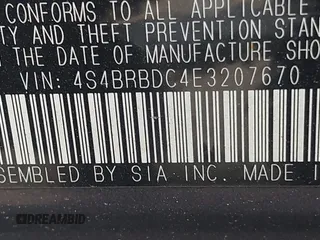 CONFORMS TO ALL APPLICABLE
TY AND THEFT PREVENTION STAN
THE DATE OF MANUFACTURE SHO
VIN: 4S4BRBDC4E3207670
SEMBLED BY SIA INC. MADE I
DREAMBID